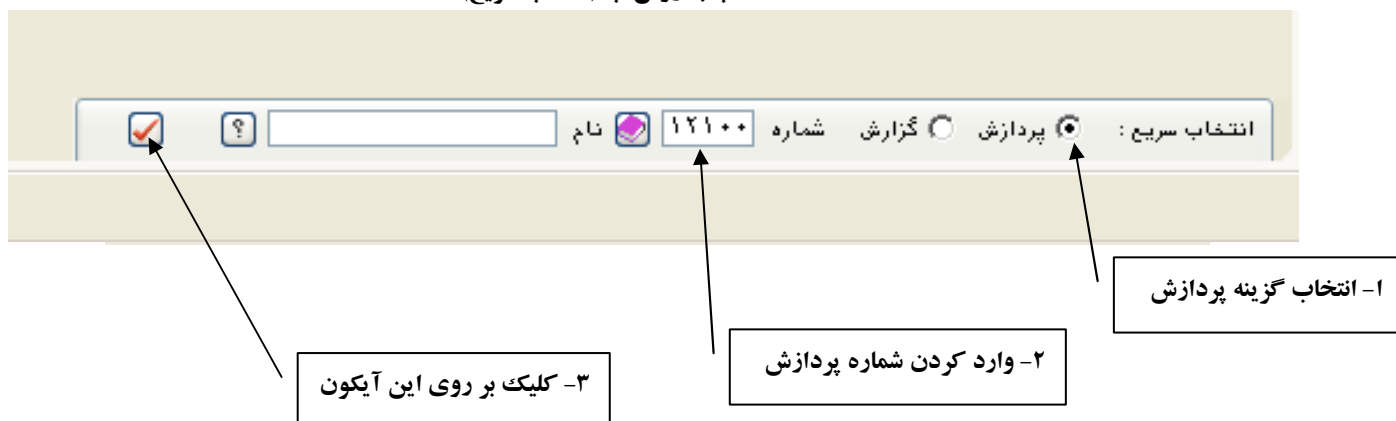 انتخاب سریع : پردازش گزارش شماره ۱۲۱۰۰ نام ؟
۱- انتخاب گزینه پردازش
۲- وارد کردن شماره پردازش
۳- کلیک بر روی این آیکون